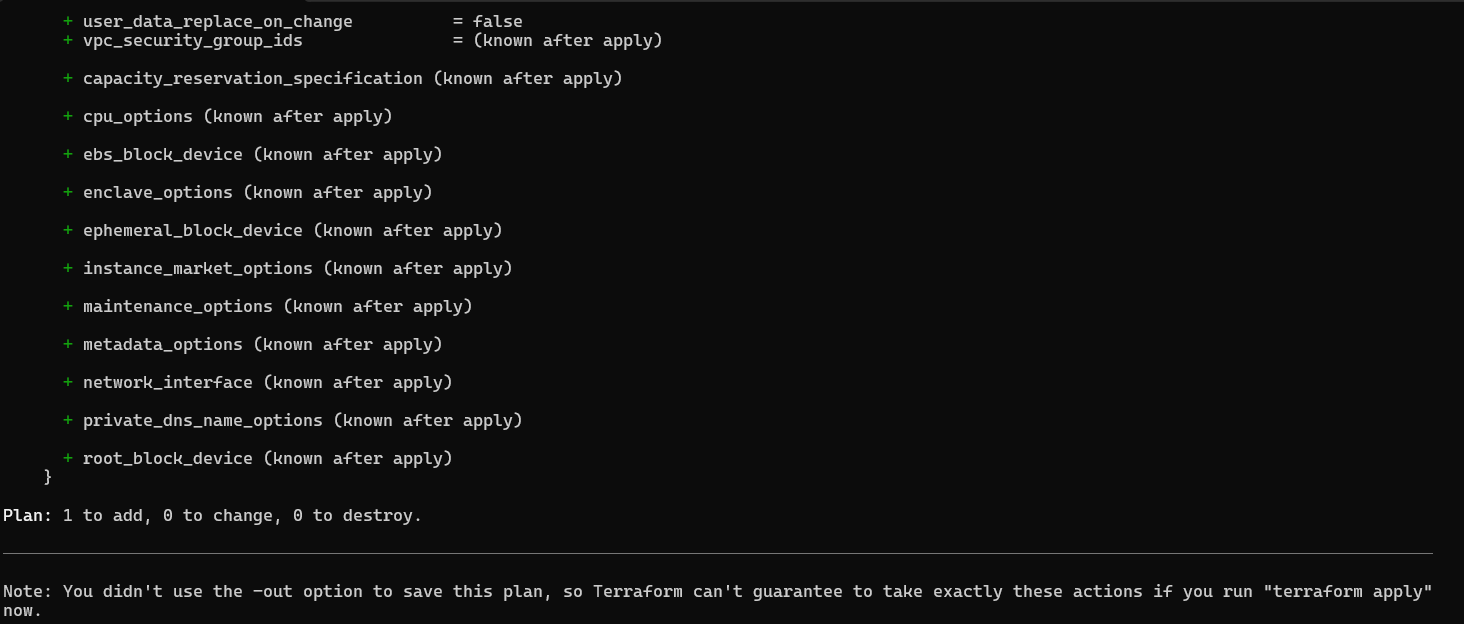 + user_data_replace_on_change          = false
+ vpc_security_group_ids               = (known after apply)
+ capacity_reservation_specification (known after apply)
+ cpu_options (known after apply)
+ ebs_block_device (known after apply)
+ enclave_options (known after apply)
+ ephemeral_block_device (known after apply)
+ instance_market_options (known after apply)
+ maintenance_options (known after apply)
+ metadata_options (known after apply)
+ network_interface (known after apply)
+ private_dns_name_options (known after apply)
+ root_block_device (known after apply)
}
Plan: 1 to add, 0 to change, 0 to destroy.
Note: You didn't use the -out option to save this plan, so Terraform can't guarantee to take exactly these actions if you run "terraform apply"
now.